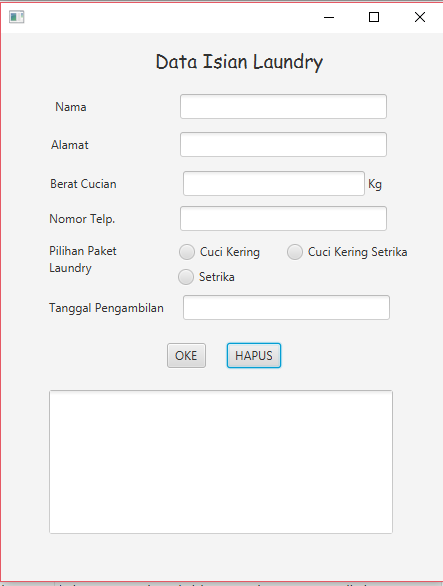 Data Isian Laundry
Nama
Alamat
Berat Cucian Kg
Nomor Telp.
Pilihan Paket Laundry
Cuci Kering Cuci Kering Setrika
Setrika
Tanggal Pengambilan
OKE HAPUS